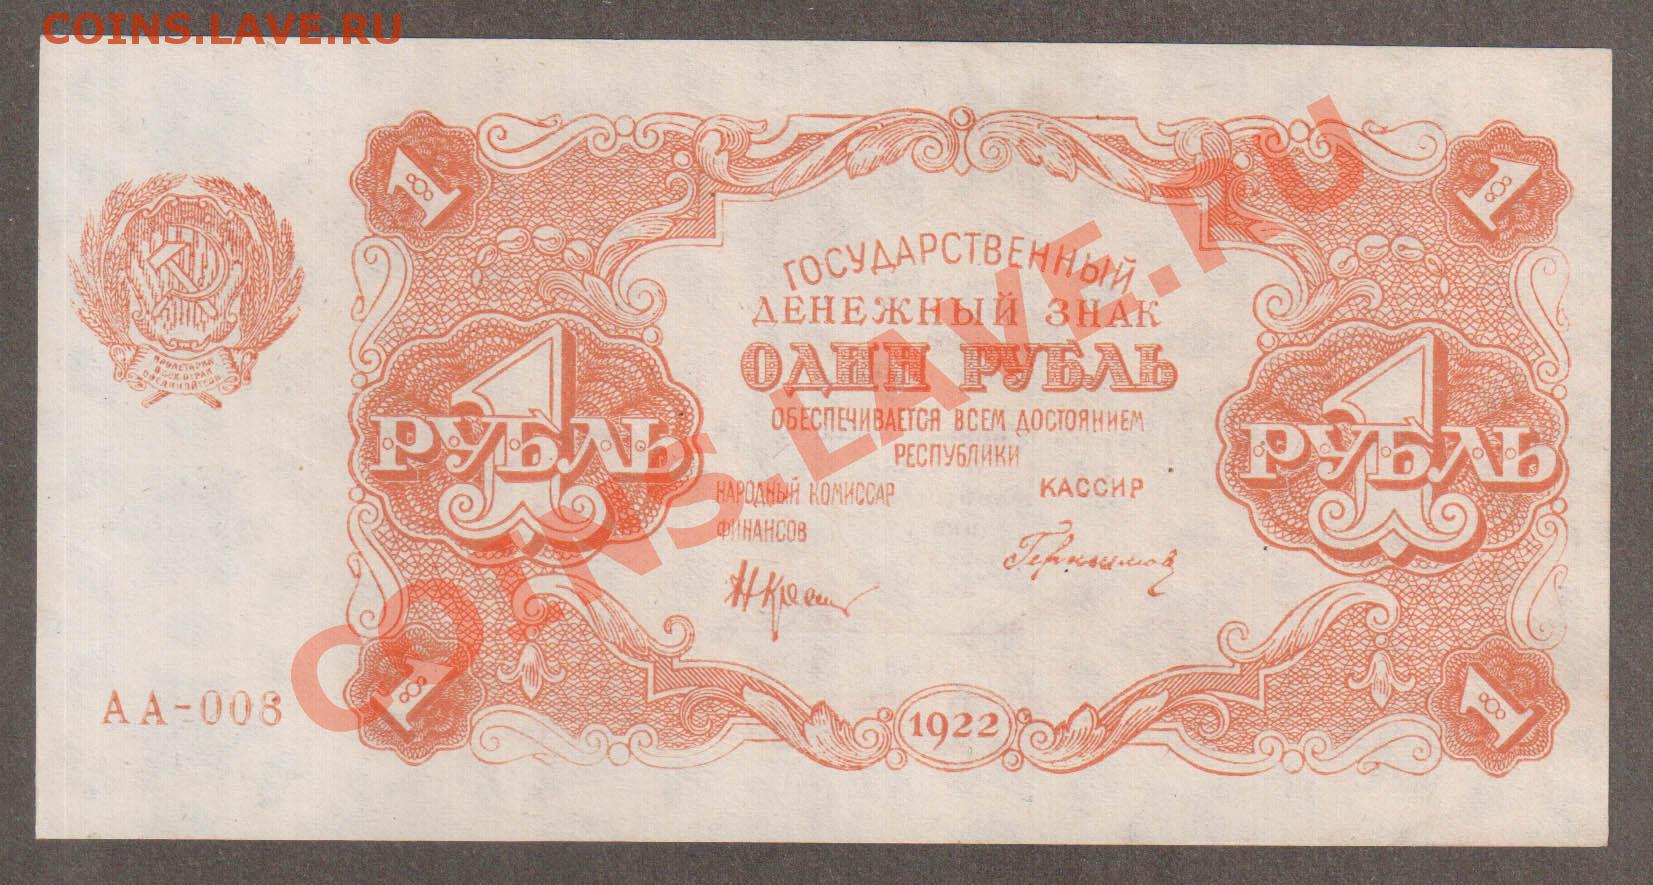 COINS.LAVE.RU
1
1
ГОСУДАРСТВЕННЫЙ
ДЕНЕЖНЫЙ ЗНАК
ОДИН РУБЛЬ
ОБЕСПЕЧИВАЕТСЯ ВСЕМ ДОСТОЯНИЕМ
РЕСПУБЛИКИ
НАРОДНЫЙ КОМИССАР
ФИНАНСОВ
КАССИР
1
РУБЛЬ
1
РУБЛЬ
COINS.LAVE.RU
АА-008
1
1922
1